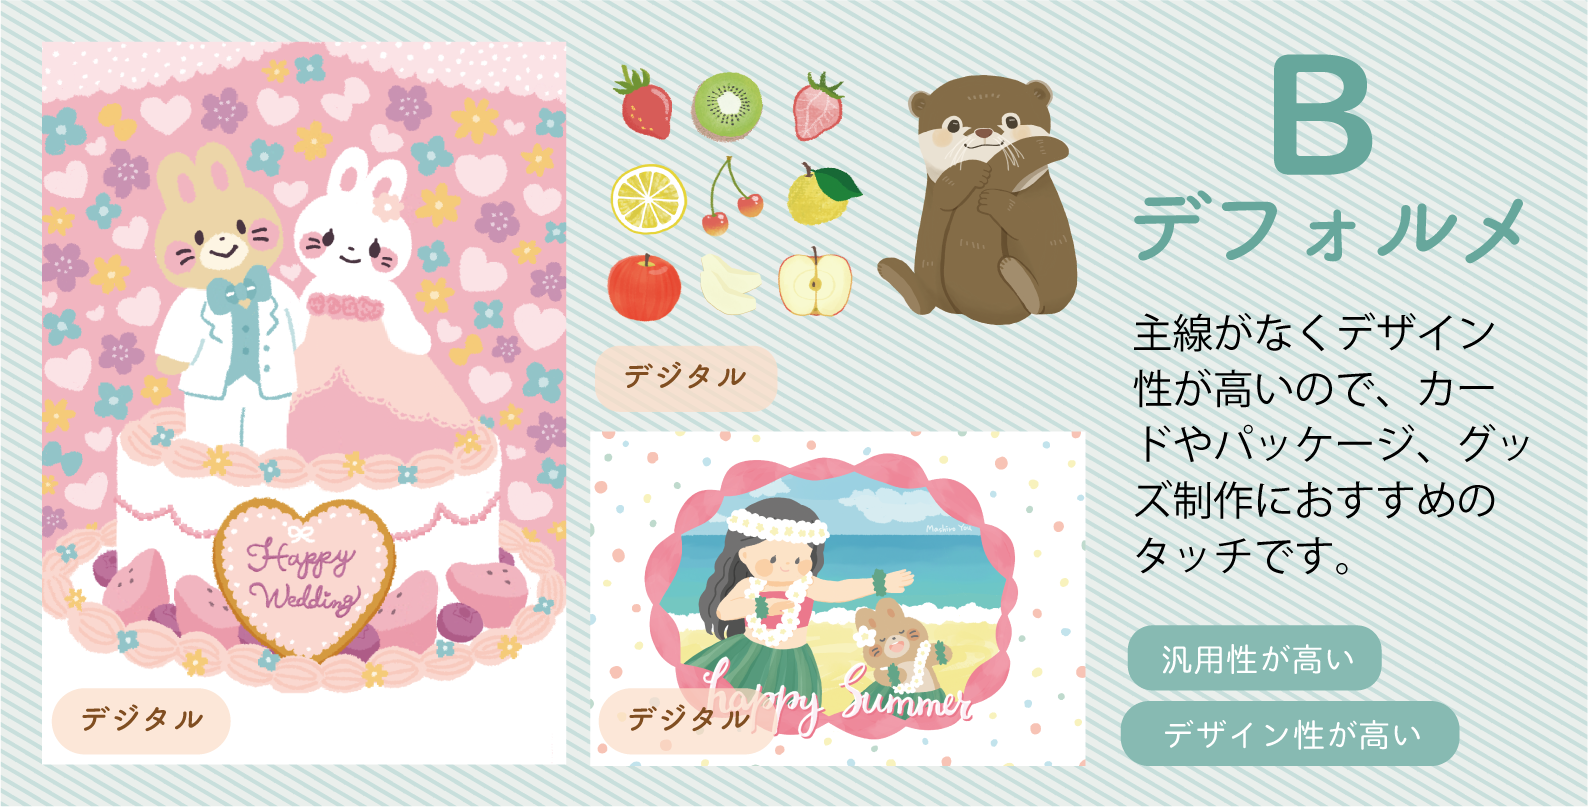 B
デフォルメ
主線がなくデザイン
性が高いので、カー
ドやパッケージ、グッ
ズ制作におすすめの
タッチです。
汎用性が高い
デザイン性が高い
Happy
Wedding
デジタル
デジタル
happy Summer
デジタル